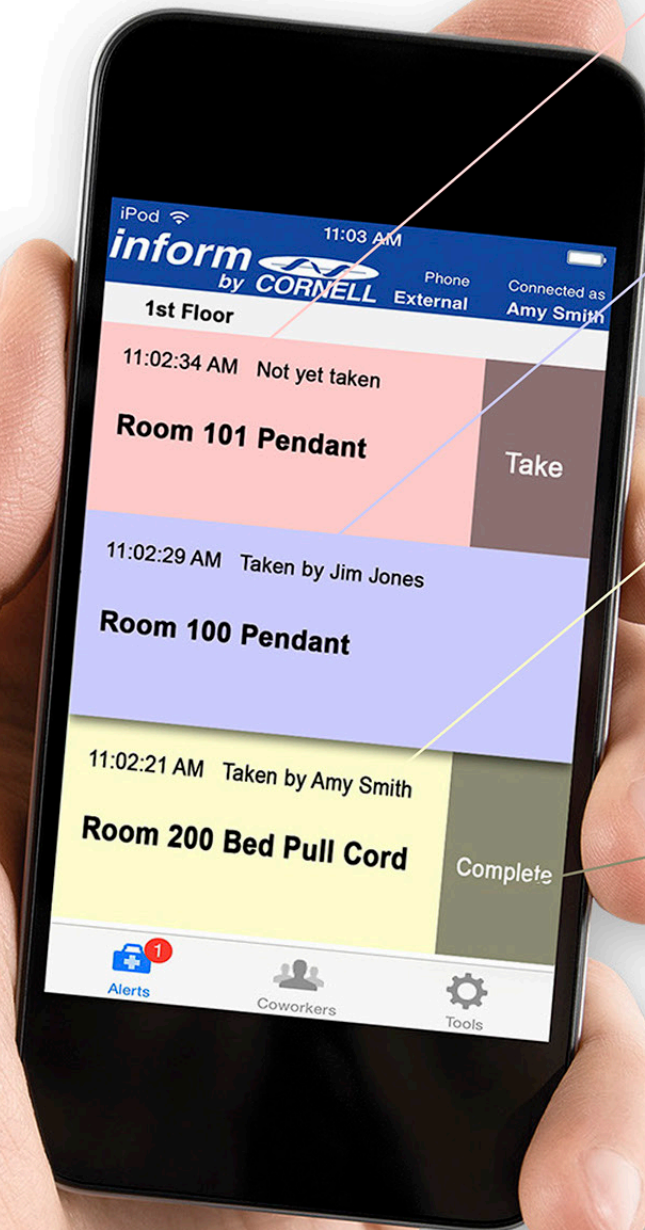 iPod 11:03 AM
inform
by CORNELL
Phone
External
Connected as
Amy Smith
1st Floor
11:02:34 AM Not yet taken
Room 101 Pendant
Take
11:02:29 AM Taken by Jim Jones
Room 100 Pendant
11:02:21 AM Taken by Amy Smith
Room 200 Bed Pull Cord
Complete
1
Alerts
Coworkers
Tools